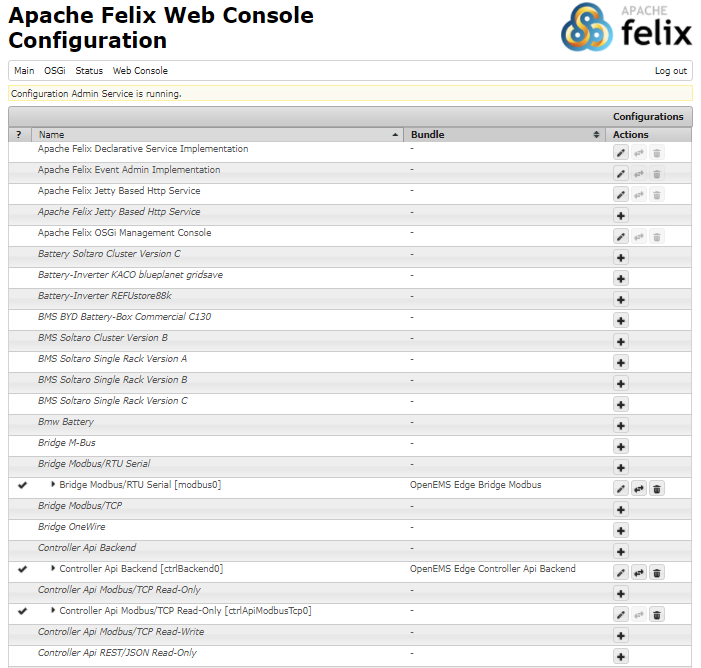 Apache Felix Web Console
Configuration
APACHE
felix
Main OSGi Status Web Console Log out
Configuration Admin Service is running.
Configurations
? Name Bundle Actions
Apache Felix Declarative Service Implementation -
Apache Felix Event Admin Implementation -
Apache Felix Jetty Based Http Service -
Apache Felix Jetty Based Http Service -
Apache Felix OSGi Management Console -
Battery Soltaro Cluster Version C -
Battery-Inverter KACO blueplanet gridsave -
Battery-Inverter REFUstore88k -
BMS BYD Battery-Box Commercial C130 -
BMS Soltaro Cluster Version B -
BMS Soltaro Single Rack Version A -
BMS Soltaro Single Rack Version B -
BMS Soltaro Single Rack Version C -
Bmw Battery -
Bridge M-Bus -
Bridge Modbus/RTU Serial -
Bridge Modbus/RTU Serial [modbus0] OpenEMS Edge Bridge Modbus
Bridge Modbus/TCP -
Bridge OneWire -
Controller Api Backend -
Controller Api Backend [ctrlBackend0] OpenEMS Edge Controller Api Backend
Controller Api Modbus/TCP Read-Only -
Controller Api Modbus/TCP Read-Only [ctrlApiModbusTcp0] -
Controller Api Modbus/TCP Read-Write -
Controller Api REST/JSON Read-Only -